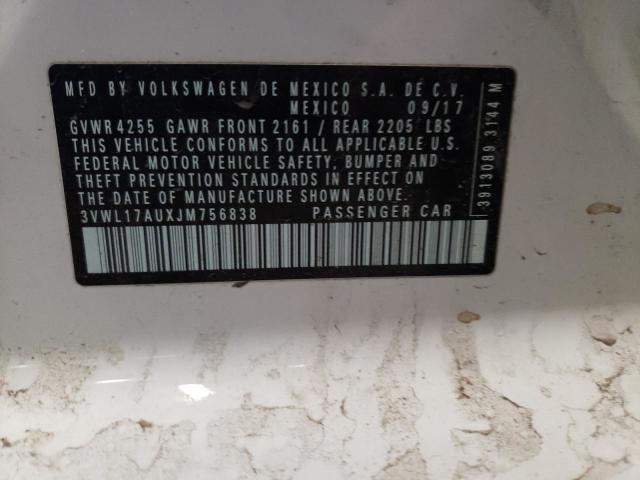 MFD BY VOLKSWAGEN DE MEXICO S.A. DE C.V.
MEXICO 09/17
GVWR 4255 GAWR FRONT 2161 / REAR 2205 LBS
THIS VEHICLE CONFORMS TO ALL APPLICABLE U.S.
FEDERAL MOTOR VEHICLE SAFETY, BUMPER AND
THEFT PREVENTION STANDARDS IN EFFECT ON
THE DATE OF MANUFACTURE SHOWN ABOVE.
3VWL17AUXJM756838 PASSENGER CAR
3913089 3144 M